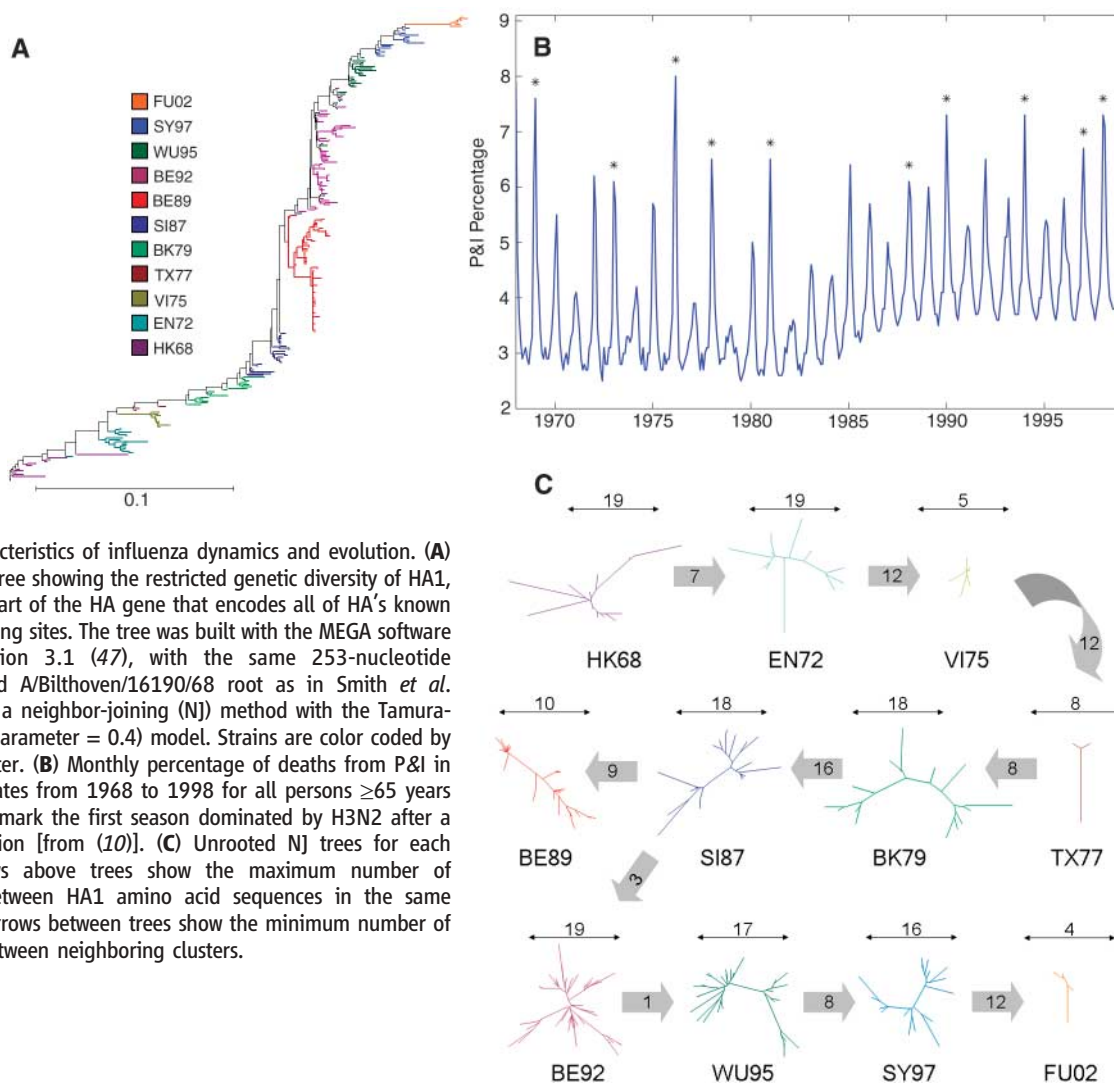 A
FU02
SY97
WU95
BE92
BE89
SI87
BK79
TX77
VI75
EN72
HK68
0.1
B
P&I Percentage
9
8
7
6
5
4
3
2
*
*
*
*
*
*
*
*
*
*
1970
1975
1980
1985
1990
1995
cteristics of influenza dynamics and evolution. (A)
ree showing the restricted genetic diversity of HA1,
art of the HA gene that encodes all of HA's known
ng sites. The tree was built with the MEGA software
ion 3.1 (47), with the same 253-nucleotide
d A/Bilthoven/16190/68 root as in Smith et al.
a neighbor-joining (NJ) method with the Tamura-
arameter = 0.4) model. Strains are color coded by
ter. (B) Monthly percentage of deaths from P&I in
ates from 1968 to 1998 for all persons ≥65 years
mark the first season dominated by H3N2 after a
ion [from (10)]. (C) Unrooted NJ trees for each
ws above trees show the maximum number of
etween HA1 amino acid sequences in the same
rrows between trees show the minimum number of
tween neighboring clusters.
C
19
19
5
7
12
HK68
EN72
VI75
12
10
18
18
8
9
16
8
BE89
SI87
BK79
TX77
3
19
17
16
4
1
8
12
BE92
WU95
SY97
FU02